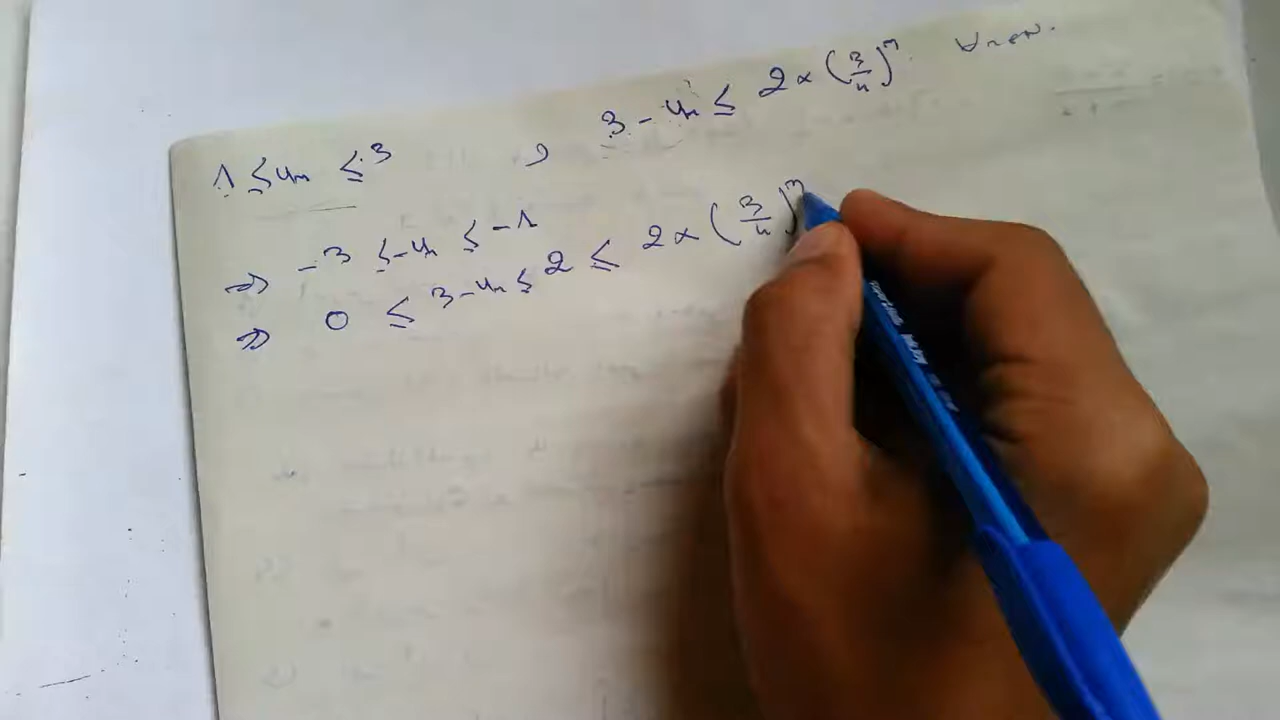 1 ≤ Un ≤ 3 , 3 - Un ≤ 2 × (3/4)^n . ∀n∈N.
⇒ -3 ≤ -Un ≤ -1
⇒ 0 ≤ 3-Un ≤ 2 ≤ 2 × (3/4)^n